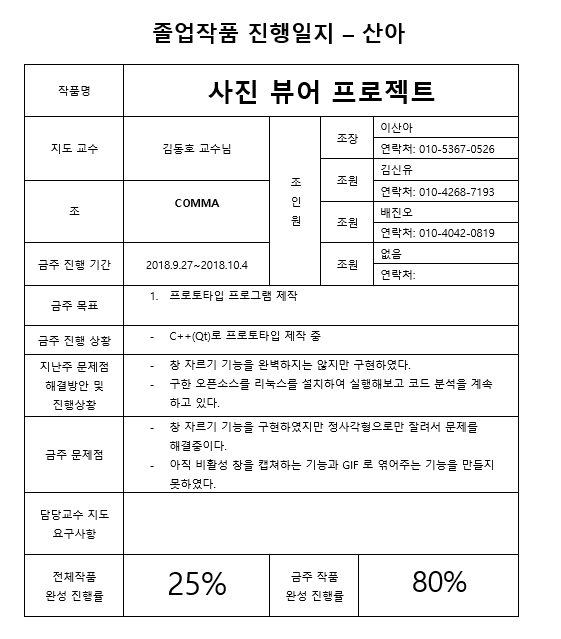 졸업작품 진행일지 – 산아
작품명
사진 뷰어 프로젝트
지도 교수
김동호 교수님
조인원
조장
이산아
연락처: 010-5367-0526
조원
김신유
연락처: 010-4268-7193
조
COMMA
조원
배진오
연락처: 010-4042-0819
금주 진행 기간
2018.9.27~2018.10.4
조원
없음
연락처:
금주 목표
1. 프로토타입 프로그램 제작
금주 진행 상황
- C++(Qt)로 프로토타입 제작 중
지난주 문제점
해결방안 및
진행상황
- 창 자르기 기능을 완벽하지는 않지만 구현하였다.
- 구한 오픈소스를 리눅스를 설치하여 실행해보고 코드 분석을 계속
하고 있다.
금주 문제점
- 창 자르기 기능을 구현하였지만 정사각형으로만 잘려서 문제를
해결중이다.
- 아직 비활성 창을 캡쳐하는 기능과 GIF 로 엮어주는 기능을 만들지
못하였다.
담당교수 지도
요구사항
전체작품
완성 진행률
25%
금주 작품
완성 진행률
80%